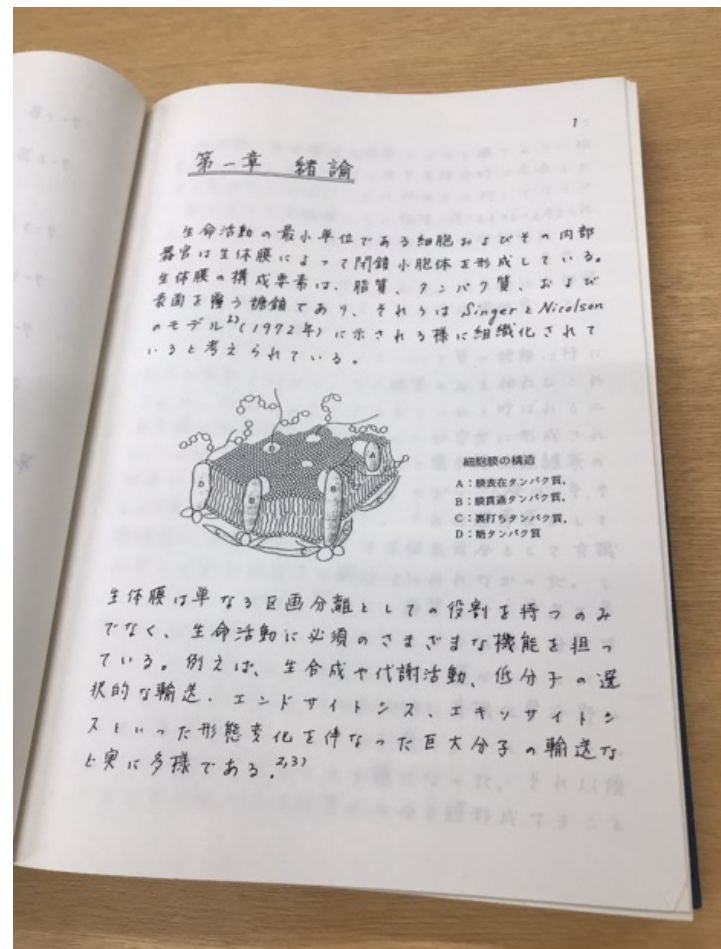 1
第一章 緒論
生命活動の最小単位である細胞およびその内部
器官は生体膜によって閉鎖小胞体を形成している。
生体膜の構成要素は、脂質、タンパク質、および
表面を覆う糖鎖であり、それらはSingerとNicolson
のモデル1)(1972年)に示される様に組織化されて
いると考えられている。
細胞膜の構造
A:膜表在タンパク質,
B:膜貫通タンパク質,
C:裏打ちタンパク質,
D:糖タンパク質
A
D
B
B
生体膜は単なる区画分離としての役割を持つのみ
でなく、生命活動に必須のさまざまな機能を担っ
ている。例えば、生合成や代謝活動、低分子の選
択的な輸送、エンドサイトシス、エキソサイトシ
スといった形態変化を伴なった巨大分子の輸送な
ど実に多様である.2,3)